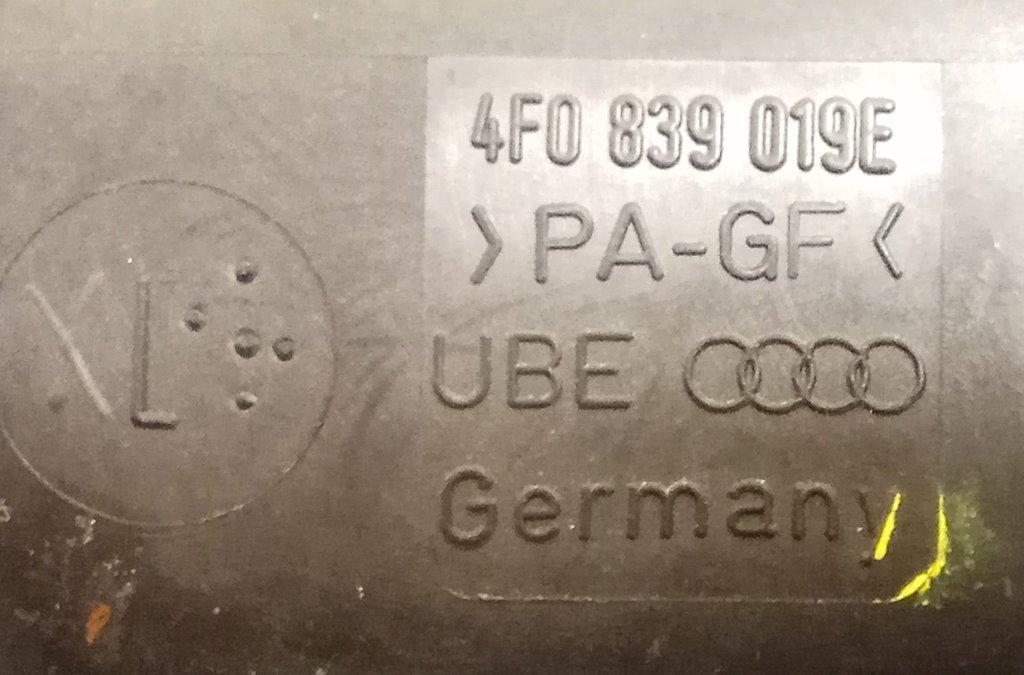 4F0 839 019E
>PA-GF<
UBE
Germany